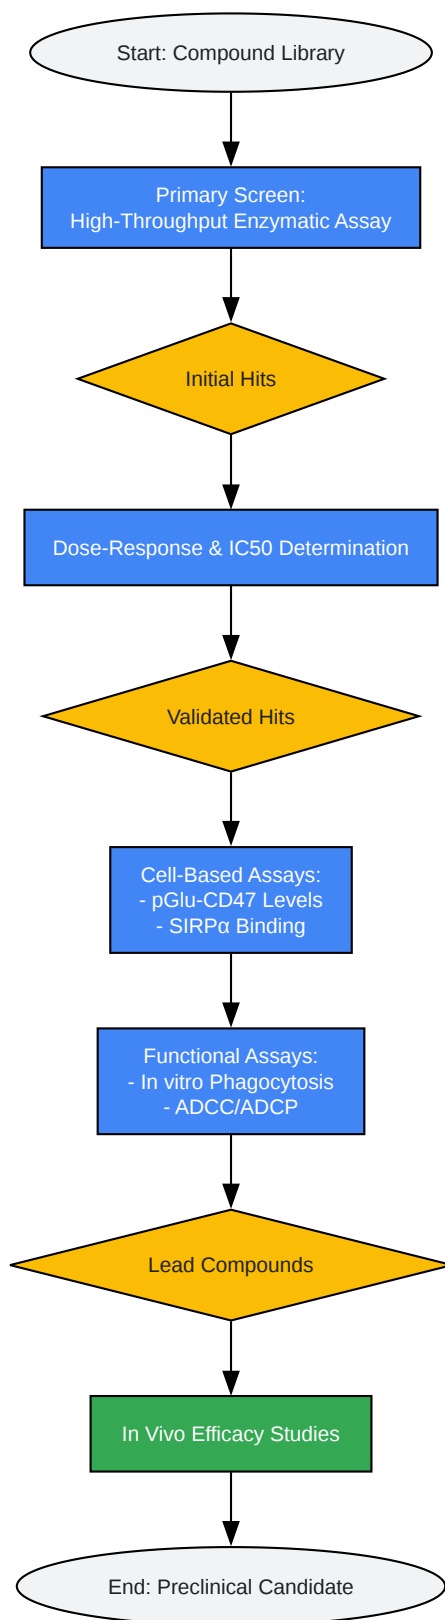 Start: Compound Library
Primary Screen:
High-Throughput Enzymatic Assay
Initial Hits
Dose-Response & IC50 Determination
Validated Hits
Cell-Based Assays:
- pGlu-CD47 Levels
- SIRPα Binding
Functional Assays:
- In vitro Phagocytosis
- ADCC/ADCP
Lead Compounds
In Vivo Efficacy Studies
End: Preclinical Candidate